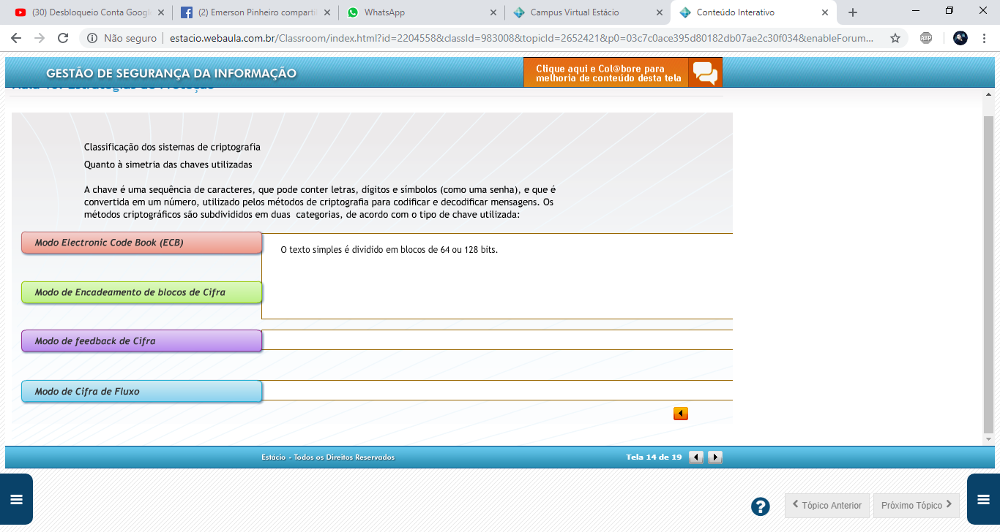 (30) Desbloqueio Conta Googl
(2) Emerson Pinheiro compartil
WhatsApp
Campus Virtual Estácio
Conteúdo Interativo
Não seguro
estacio.webaula.com.br/Classroom/index.html?id=2204558&classId=983008&topicId=2652421&p0=03c7c0ace395d80182db07ae2c30f034&enableForum...
ABP
GESTÃO DE SEGURANÇA DA INFORMAÇÃO
Clique aqui e Col@bore para
melhoria de conteúdo desta tela
Aula 10: Estratégias de Proteção
Classificação dos sistemas de criptografia
Quanto à simetria das chaves utilizadas
A chave é uma sequência de caracteres, que pode conter letras, dígitos e símbolos (como uma senha), e que é
convertida em um número, utilizado pelos métodos de criptografia para codificar e decodificar mensagens. Os
métodos criptográficos são subdivididos em duas categorias, de acordo com o tipo de chave utilizada:
Modo Electronic Code Book (ECB)
O texto simples é dividido em blocos de 64 ou 128 bits.
Modo de Encadeamento de blocos de Cifra
Modo de feedback de Cifra
Modo de Cifra de Fluxo
Estácio - Todos os Direitos Reservados
Tela 14 de 19
?
Tópico Anterior
Próximo Tópico